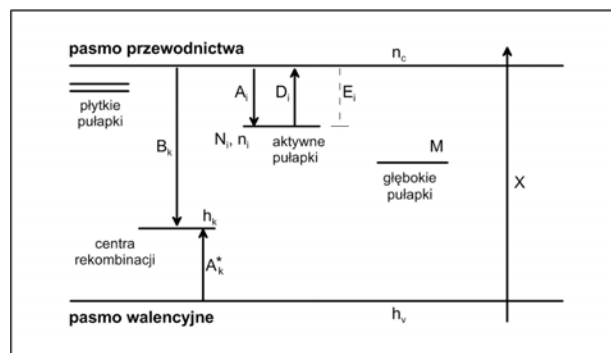 pasmo przewodnictwa
n_c
płytkie
pułapki
A_i
D_i
E_i
B_k
N_i, n_i
aktywne
pułapki
M
głębokie
pułapki
X
h_k
centra
rekombinacji
A*_k
pasmo walencyjne
h_v